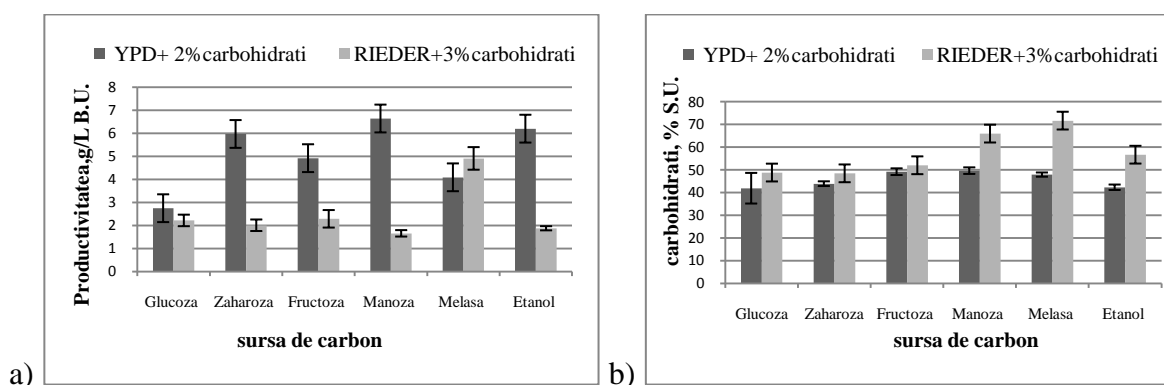 YPD+ 2%carbohidrati RIEDER+3%carbohidrati
Productivitatea,g/L B.U.
8
7
6
5
4
3
2
1
0
Glucoza Zaharoza Fructoza Manoza Melasa Etanol
sursa de carbon
a)
YPD+ 2%carbohidrati RIEDER+3%carbohidrati
carbohidrati, % S.U.
80
70
60
50
40
30
20
10
0
Glucoza Zaharoza Fructoza Manoza Melasa Etanol
sursa de carbon
b)